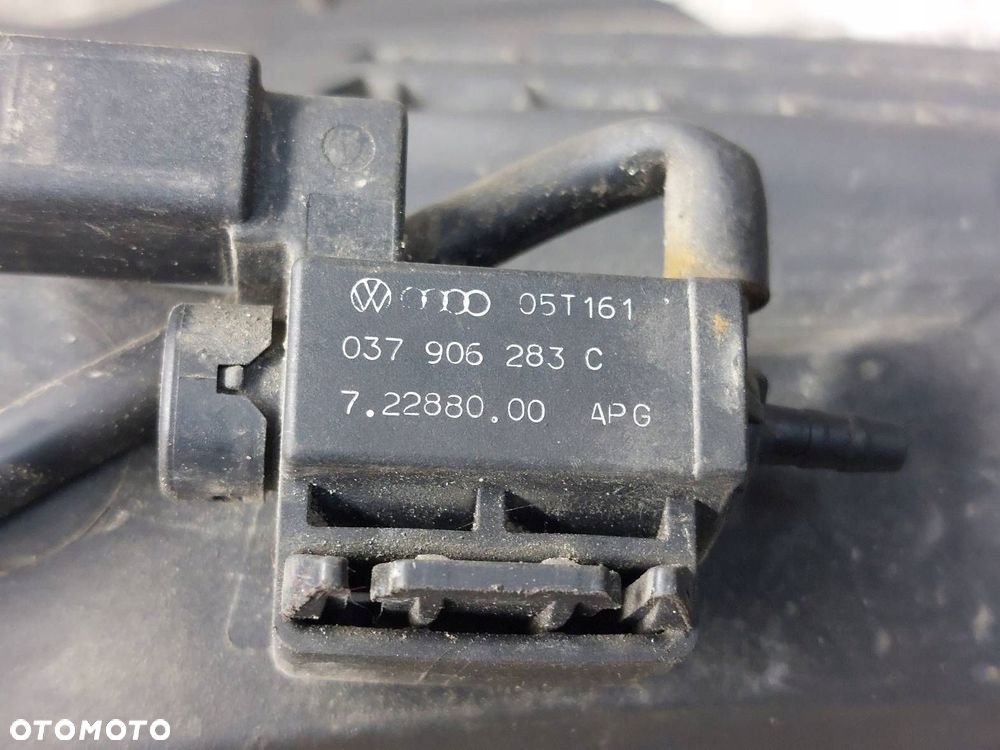 05T161
037 906 283 C
7.22880.00 APG
OTOMOTO